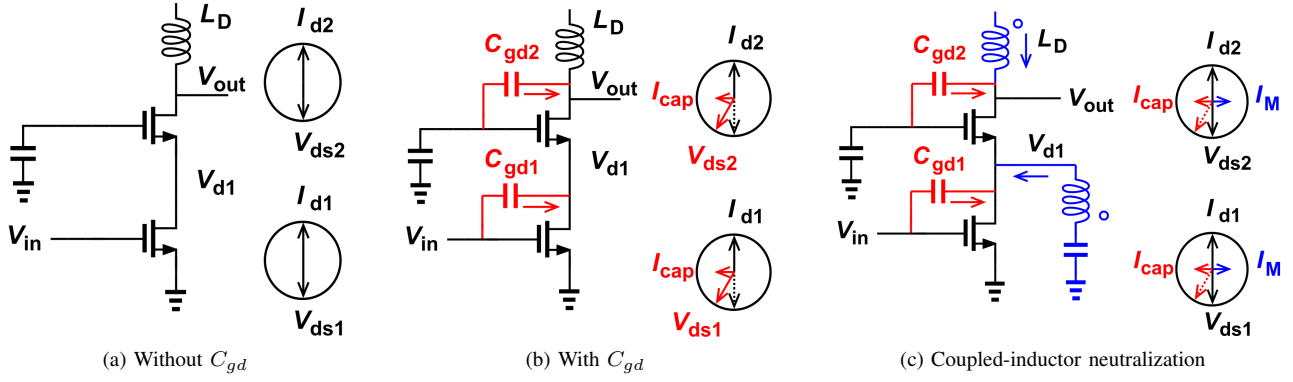 L_D
I_d2
V_out
V_ds2
V_d1
I_d1
V_in
V_ds1
(a) Without C_gd
C_gd2
L_D
I_d2
V_out
I_cap
V_ds2
C_gd1
V_d1
I_d1
V_in
I_cap
V_ds1
(b) With C_gd
C_gd2
L_D
I_d2
V_out
I_cap
I_M
V_ds2
C_gd1
V_d1
I_d1
V_in
I_cap
I_M
V_ds1
(c) Coupled-inductor neutralization